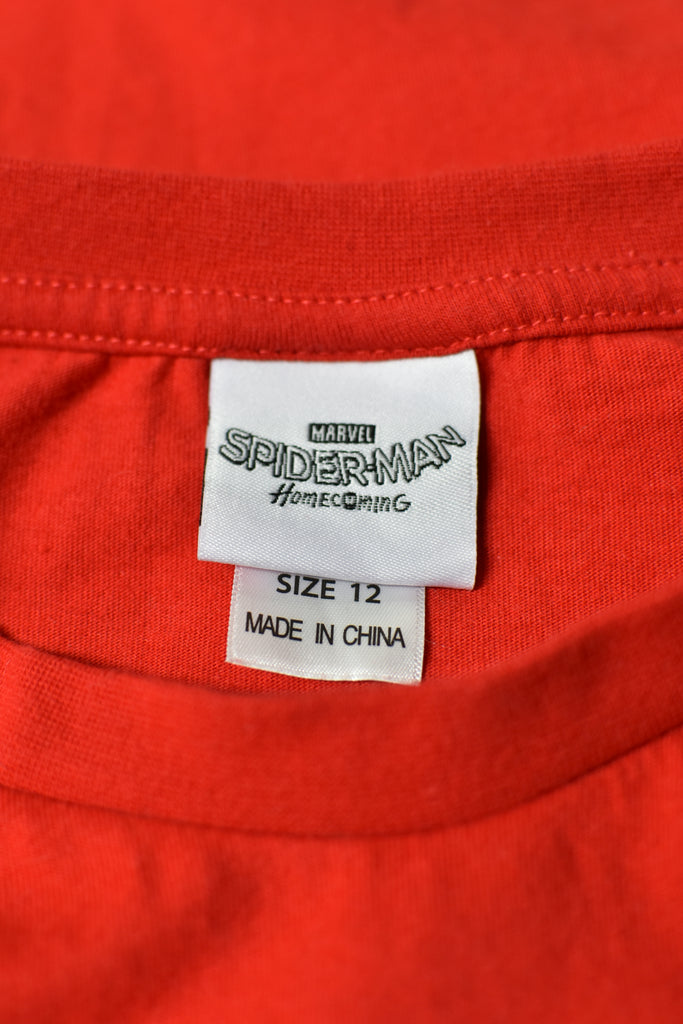 MARVEL
SPIDER-MAN
HOMECOMING
SIZE 12
MADE IN CHINA